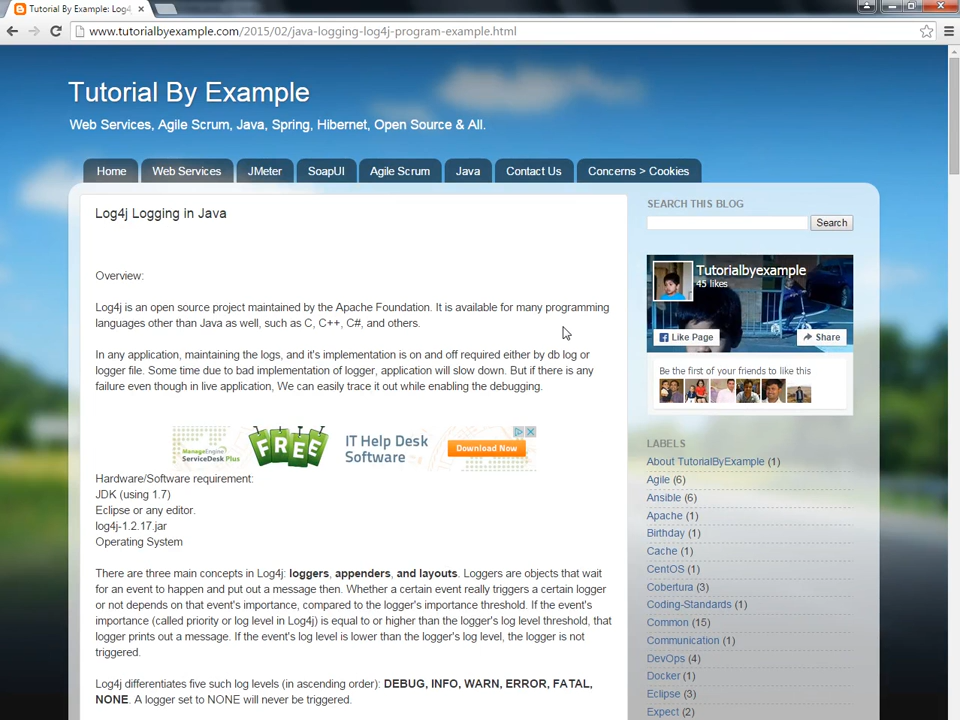 Tutorial By Example: Log4
www.tutorialbyexample.com/2015/02/java-logging-log4j-program-example.html
Tutorial By Example
Web Services, Agile Scrum, Java, Spring, Hibernet, Open Source & All.
Home Web Services JMeter SoapUI Agile Scrum Java Contact Us Concerns > Cookies
Log4j Logging in Java
Overview:
Log4j is an open source project maintained by the Apache Foundation. It is available for many programming
languages other than Java as well, such as C, C++, C#, and others.
In any application, maintaining the logs, and it's implementation is on and off required either by db log or
logger file. Some time due to bad implementation of logger, application will slow down. But if there is any
failure even though in live application, We can easily trace it out while enabling the debugging.
ManageEngine
ServiceDesk Plus
FREE
IT Help Desk
Software
Download Now
Hardware/Software requirement:
JDK (using 1.7)
Eclipse or any editor.
log4j-1.2.17.jar
Operating System
There are three main concepts in Log4j: loggers, appenders, and layouts. Loggers are objects that wait
for an event to happen and put out a message then. Whether a certain event really triggers a certain logger
or not depends on that event's importance, compared to the logger's importance threshold. If the event's
importance (called priority or log level in Log4j) is equal to or higher than the logger's log level threshold, that
logger prints out a message. If the event's log level is lower than the logger's log level, the logger is not
triggered.
Log4j differentiates five such log levels (in ascending order): DEBUG, INFO, WARN, ERROR, FATAL,
NONE. A logger set to NONE will never be triggered.
SEARCH THIS BLOG
Search
Tutorialbyexample
45 likes
Like Page
Share
Be the first of your friends to like this
LABELS
About TutorialByExample (1)
Agile (6)
Ansible (6)
Apache (1)
Birthday (1)
Cache (1)
CentOS (1)
Cobertura (3)
Coding-Standards (1)
Common (15)
Communication (1)
DevOps (4)
Docker (1)
Eclipse (3)
Expect (2)